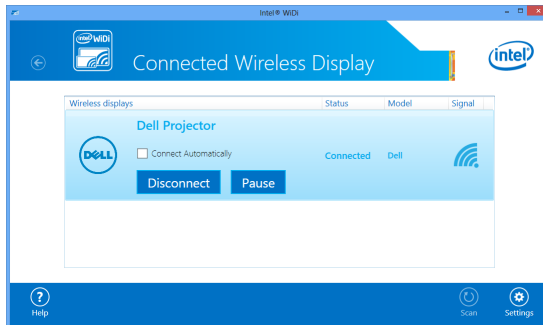 Intel® WiDi
intel WiDi
Connected Wireless Display
intel
Wireless displays Status Model Signal
Dell Projector
DELL
Connect Automatically
Connected Dell
Disconnect Pause
? Help
Scan Settings